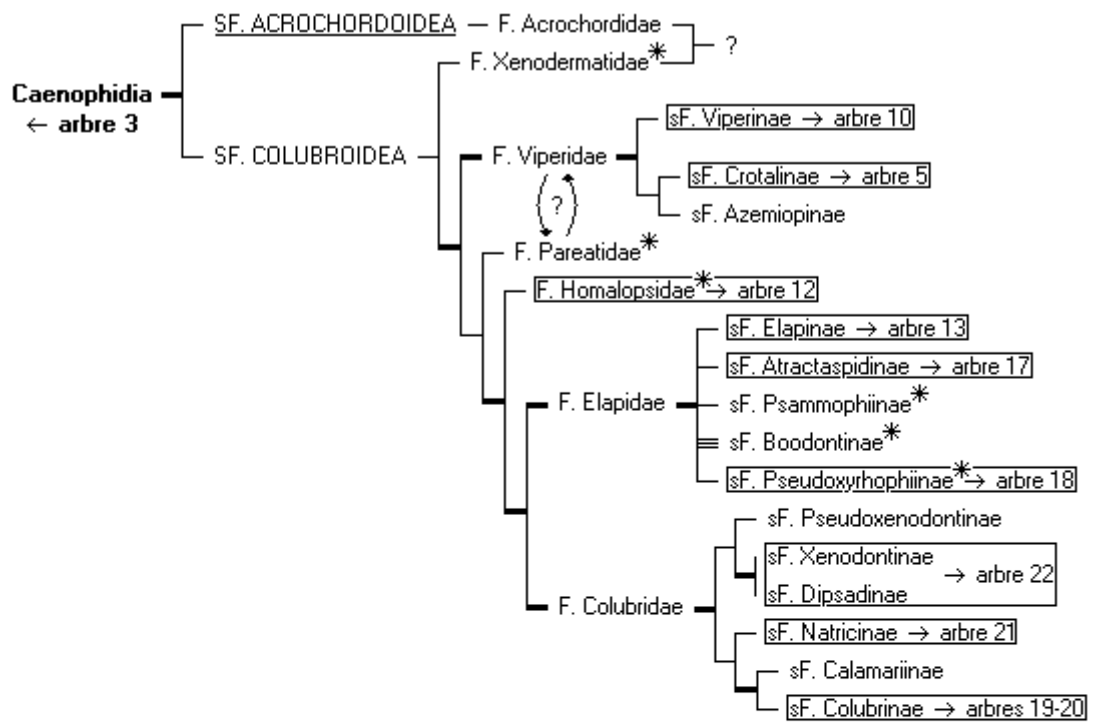 SF. ACROCHORDOIDEA
F. Acrochordidae
?
F. Xenodermatidae*
Caenophidia
← arbre 3
SF. COLUBROIDEA
F. Viperidae
sF. Viperinae → arbre 10
sF. Crotalinae → arbre 5
sF. Azemiopinae
?
F. Pareatidae*
F. Homalopsidae* → arbre 12
F. Elapidae
sF. Elapinae → arbre 13
sF. Atractaspidinae → arbre 17
sF. Psammophiinae*
sF. Boodontinae*
sF. Pseudoxyrhophiinae* → arbre 18
F. Colubridae
sF. Pseudoxenodontinae
sF. Xenodontinae
→ arbre 22
sF. Dipsadinae
sF. Natricinae → arbre 21
sF. Calamariinae
sF. Colubrinae → arbres 19-20